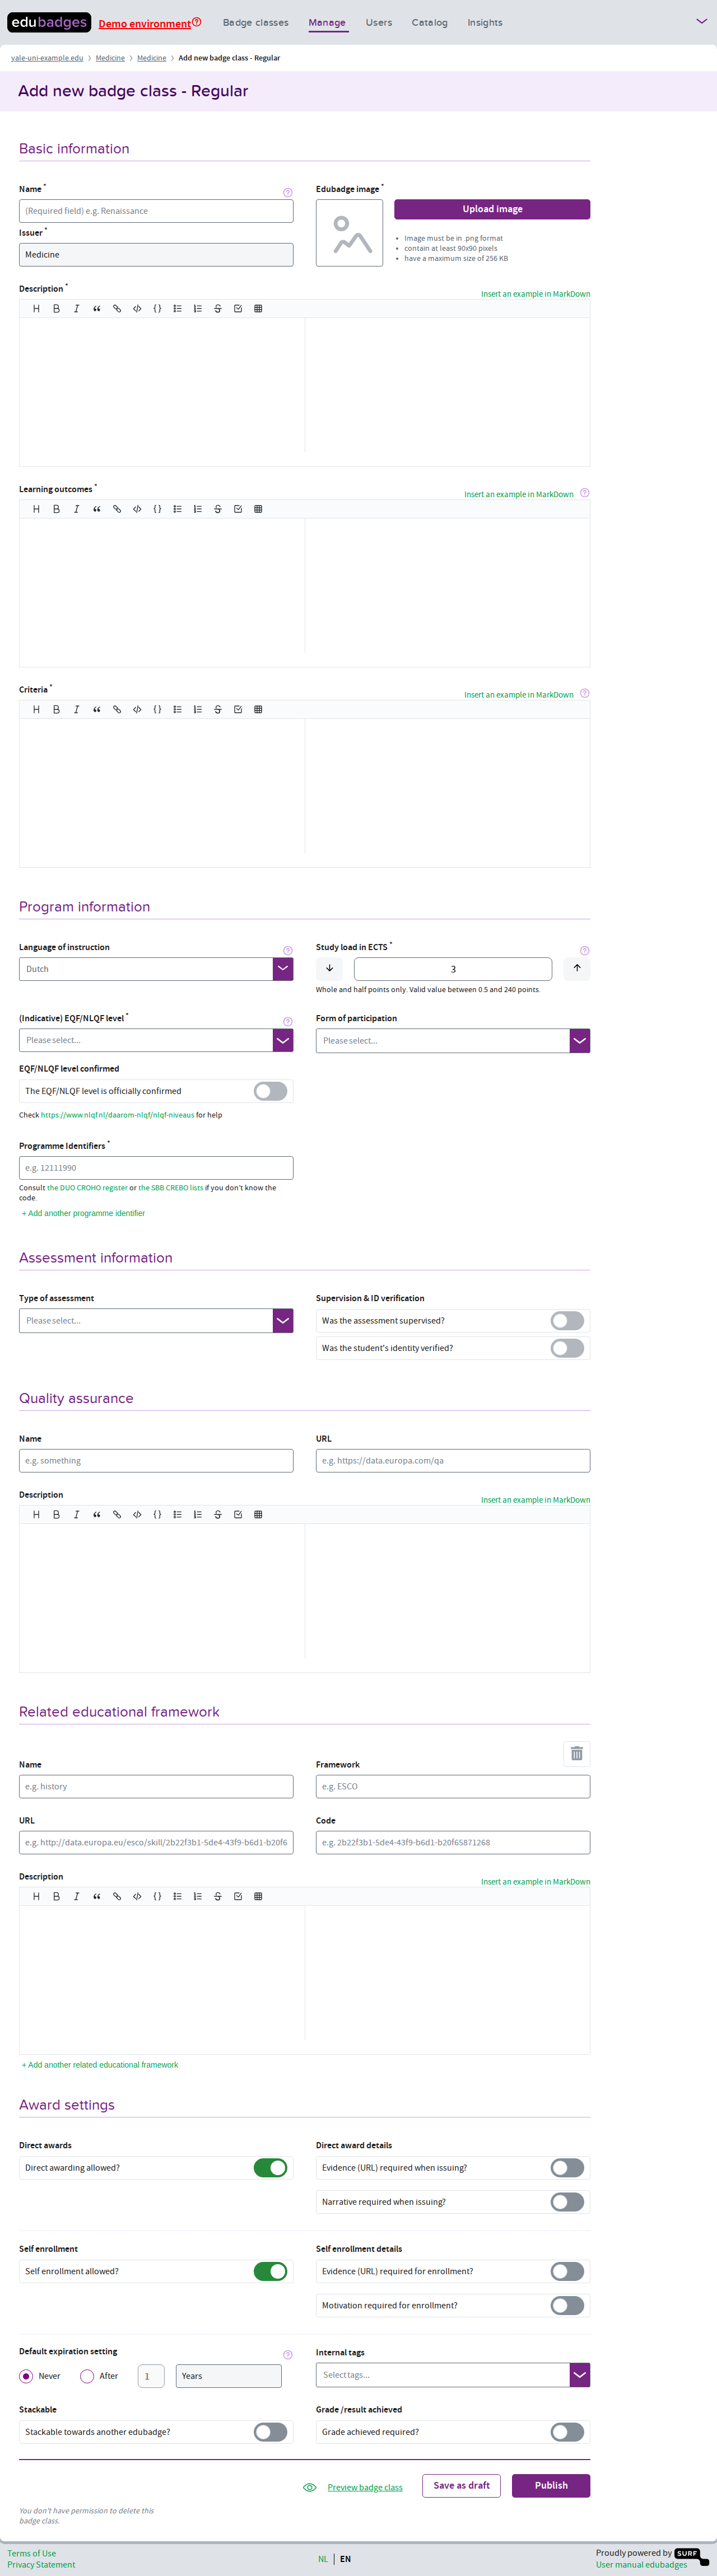 edubadges Demo environment Badge classes Manage Users Catalog Insights
yale-uni-example.edu Medicine Medicine Add new badge class - Regular
Add new badge class - Regular
Basic information
Name *
(Required field) e.g. Renaissance
Issuer *
Medicine
Edubadge image *
Upload image
• Image must be in .png format
• contain at least 90x90 pixels
• have a maximum size of 256 KB
Description *
Insert an example in MarkDown
Learning outcomes *
Insert an example in MarkDown
Criteria *
Insert an example in MarkDown
Program information
Language of instruction
Dutch
Study load in ECTS *
3
Whole and half points only. Valid value between 0.5 and 240 points.
(Indicative) EQF/NLQF level *
Please select...
Form of participation
Please select...
EQF/NLQF level confirmed
The EQF/NLQF level is officially confirmed
Check https://www.nlqf.nl/daarom-nlqf/nlqf-niveaus for help
Programme Identifiers *
e.g. 12111990
Consult the DUO CROHO register or the SBB CREBO lists if you don't know the
code.
+ Add another programme identifier
Assessment information
Type of assessment
Please select...
Supervision & ID verification
Was the assessment supervised?
Was the student's identity verified?
Quality assurance
Name
e.g. something
URL
e.g. https://data.europa.com/qa
Description
Insert an example in MarkDown
Related educational framework
Name
e.g. history
Framework
e.g. ESCO
URL
e.g. http://data.europa.eu/esco/skill/2b22f3b1-5de4-43f9-b6d1-b20f6
Code
e.g. 2b22f3b1-5de4-43f9-b6d1-b20f65871268
Description
Insert an example in MarkDown
+ Add another related educational framework
Award settings
Direct awards
Direct awarding allowed?
Direct award details
Evidence (URL) required when issuing?
Narrative required when issuing?
Self enrollment
Self enrollment allowed?
Self enrollment details
Evidence (URL) required for enrollment?
Motivation required for enrollment?
Default expiration setting
Never After 1 Years
Internal tags
Select tags...
Stackable
Stackable towards another edubadge?
Grade /result achieved
Grade achieved required?
Preview badge class Save as draft Publish
You don't have permission to delete this
badge class.
Terms of Use
Privacy Statement
NL EN
Proudly powered by SURF
User manual edubadges